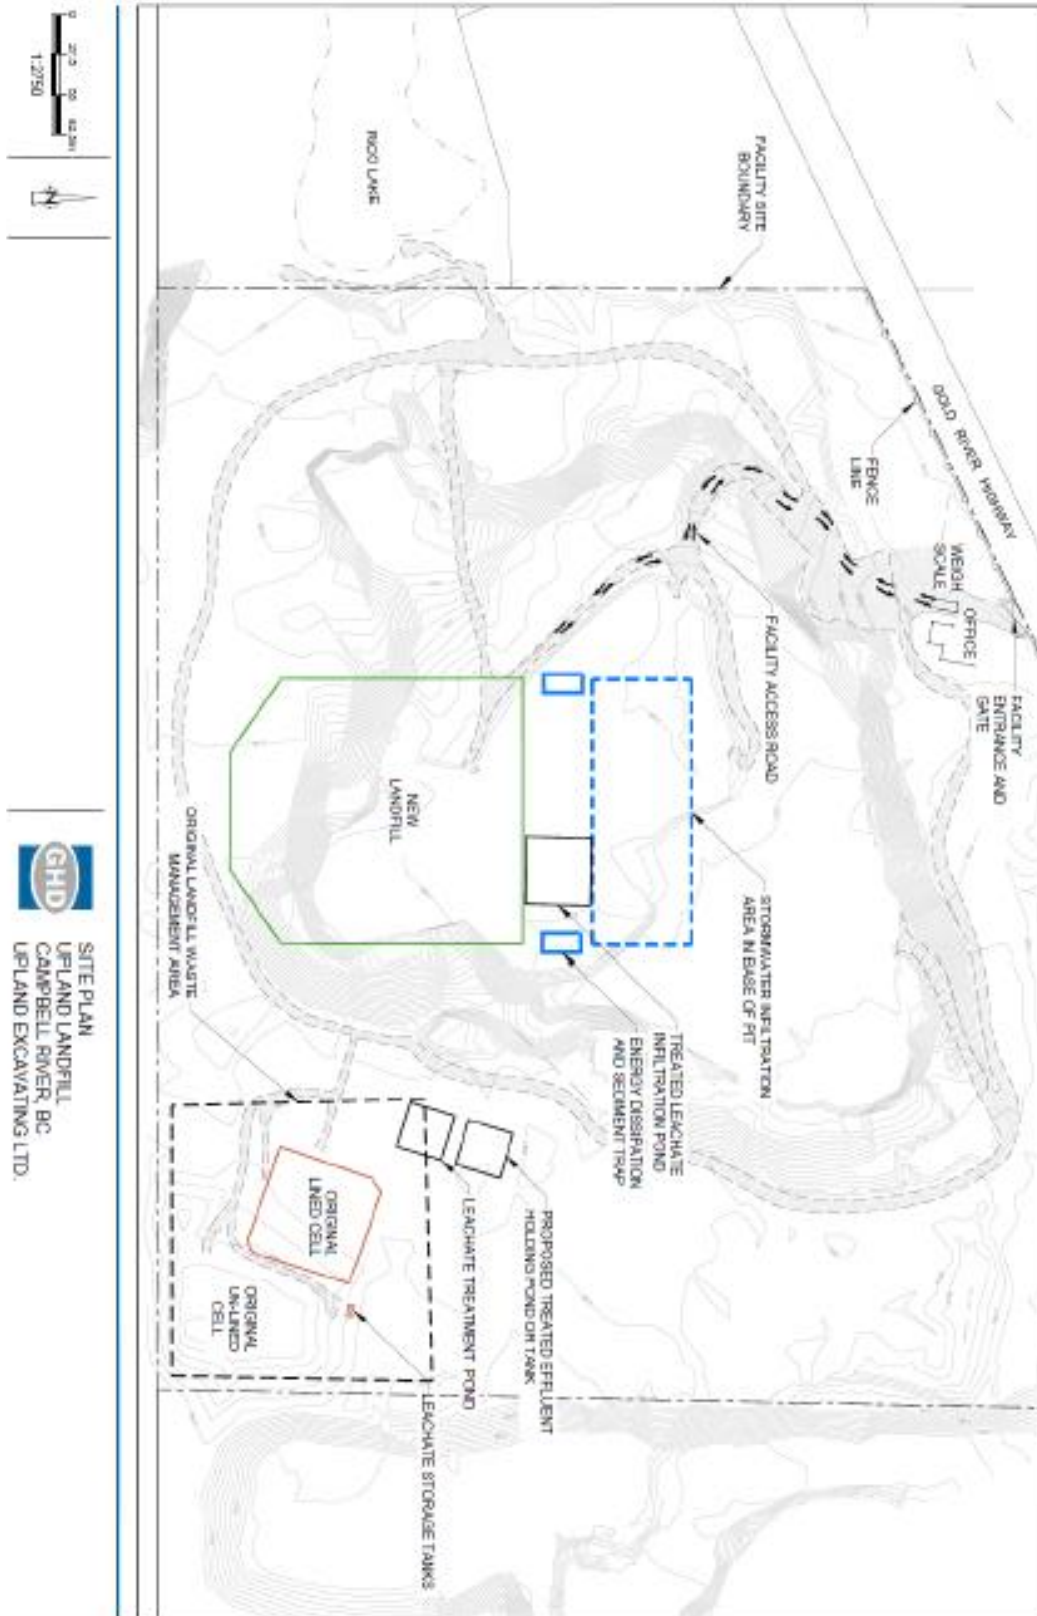 GOLD RIVER HIGHWAY
FACILITY
ENTRANCE AND
GATE
OFFICE
WEIGH
SCALE
FENCE
LINE
FACILITY SITE
BOUNDARY
FACILITY ACCESS ROAD
STORMWATER INFILTRATION
AREA IN BASE OF PIT
TREATED LEACHATE
INFILTRATION POND
ENERGY DISSIPATION
AND SEDIMENT TRAP
PROPOSED TREATED EFFLUENT
HOLDING POND OR TANK
LEACHATE TREATMENT POND
LEACHATE STORAGE TANKS
RICO LAKE
NEW
LANDFILL
ORIGINAL
LINED CELL
ORIGINAL
UN-LINED
CELL
ORIGINAL LANDFILL WASTE
MANAGEMENT AREA
0
1:2750
N
GHD
SITE PLAN
UPLAND LANDFILL
CAMPBELL RIVER, BC
UPLAND EXCAVATING LTD.